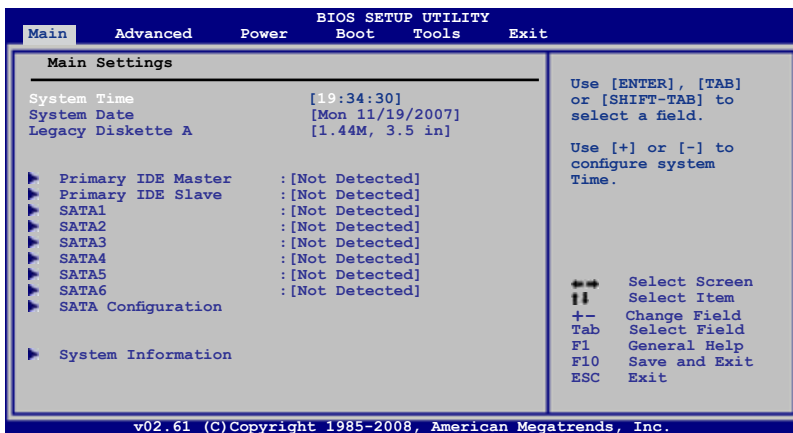 BIOS SETUP UTILITY
Main Advanced Power Boot Tools Exit
Main Settings
System Time [19:34:30]
System Date [Mon 11/19/2007]
Legacy Diskette A [1.44M, 3.5 in]
Primary IDE Master :[Not Detected]
Primary IDE Slave :[Not Detected]
SATA1 :[Not Detected]
SATA2 :[Not Detected]
SATA3 :[Not Detected]
SATA4 :[Not Detected]
SATA5 :[Not Detected]
SATA6 :[Not Detected]
SATA Configuration
System Information
Use [ENTER], [TAB]
or [SHIFT-TAB] to
select a field.
Use [+] or [-] to
configure system
Time.
Select Screen
Select Item
+- Change Field
Tab Select Field
F1 General Help
F10 Save and Exit
ESC Exit
v02.61 (C)Copyright 1985-2008, American Megatrends, Inc.